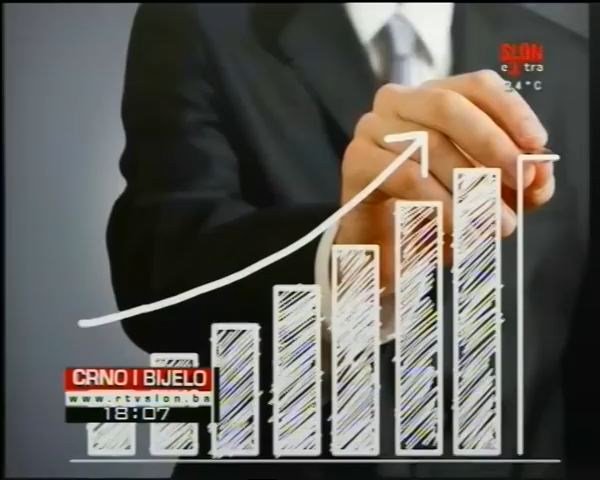 SLON
extra
24°C
CRNO I BIJELO
www.rtvslon.ba
18:07